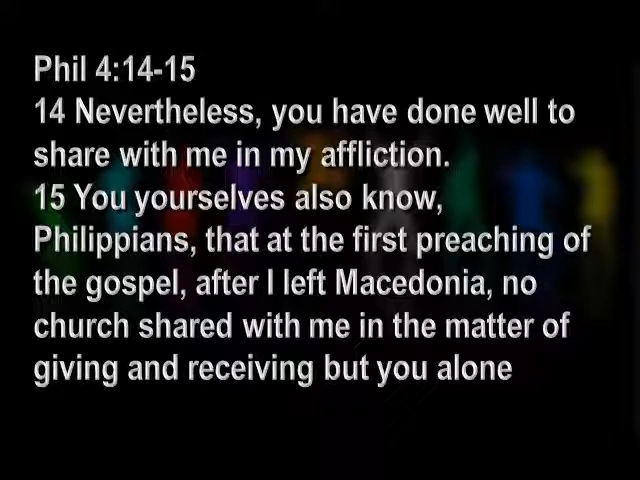 Phil 4:14-15
14 Nevertheless, you have done well to
share with me in my affliction.
15 You yourselves also know,
Philippians, that at the first preaching of
the gospel, after I left Macedonia, no
church shared with me in the matter of
giving and receiving but you alone